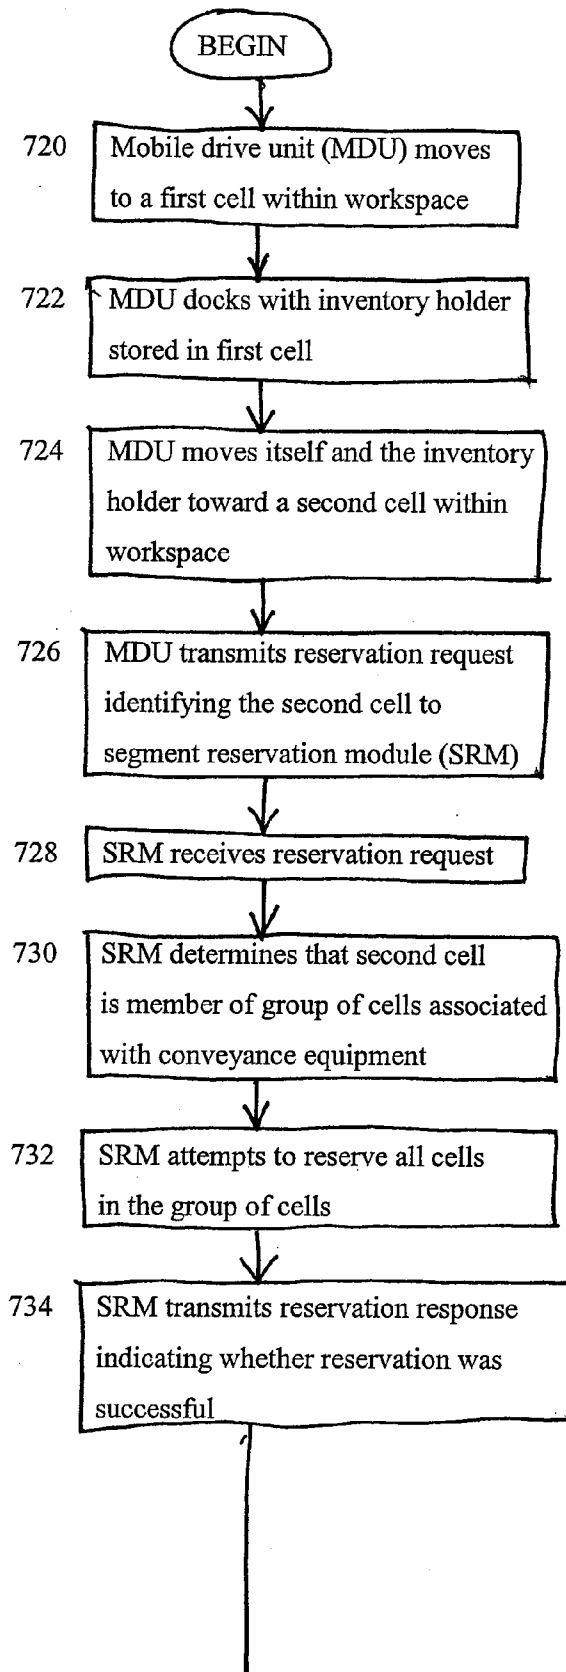 BEGIN
720 Mobile drive unit (MDU) moves
to a first cell within workspace
722 MDU docks with inventory holder
stored in first cell
724 MDU moves itself and the inventory
holder toward a second cell within
workspace
726 MDU transmits reservation request
identifying the second cell to
segment reservation module (SRM)
728 SRM receives reservation request
730 SRM determines that second cell
is member of group of cells associated
with conveyance equipment
732 SRM attempts to reserve all cells
in the group of cells
734 SRM transmits reservation response
indicating whether reservation was
successful